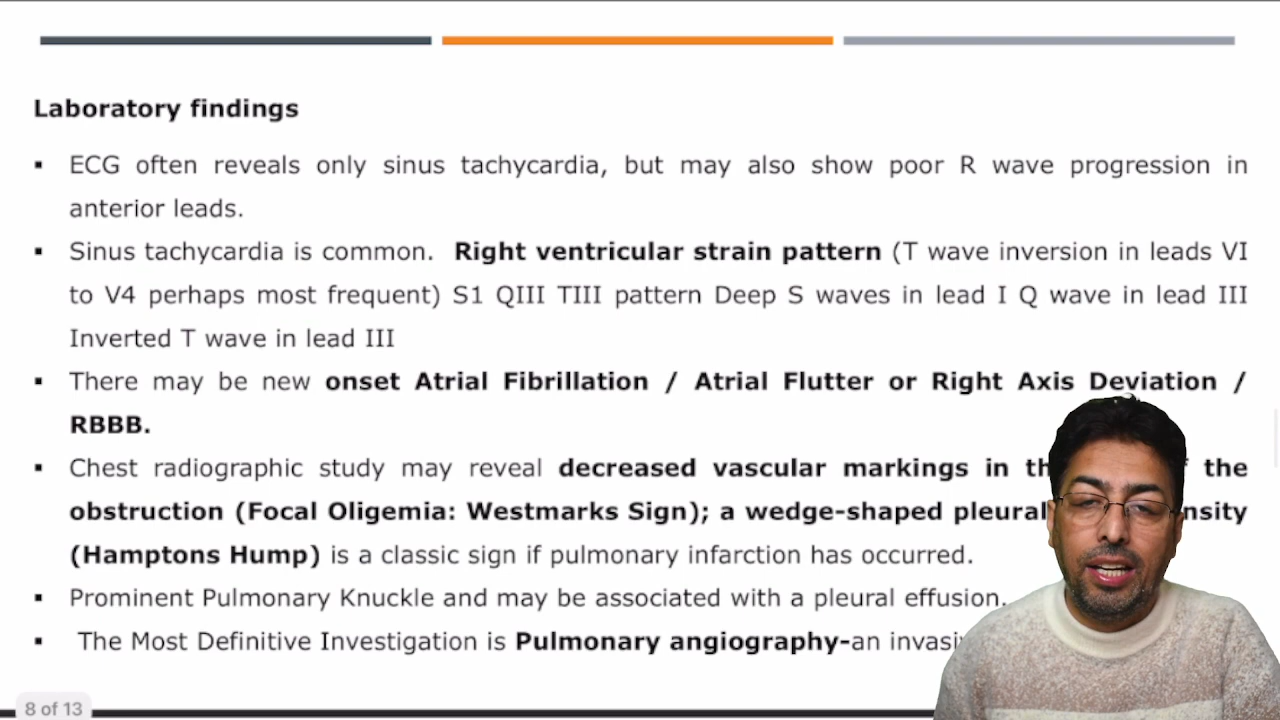 Laboratory findings
▪ ECG often reveals only sinus tachycardia, but may also show poor R wave progression in
anterior leads.
▪ Sinus tachycardia is common. Right ventricular strain pattern (T wave inversion in leads VI
to V4 perhaps most frequent) S1 QIII TIII pattern Deep S waves in lead I Q wave in lead III
Inverted T wave in lead III
▪ There may be new onset Atrial Fibrillation / Atrial Flutter or Right Axis Deviation /
RBBB.
▪ Chest radiographic study may reveal decreased vascular markings in the
obstruction (Focal Oligemia: Westmarks Sign); a wedge-shaped pleural
(Hamptons Hump) is a classic sign if pulmonary infarction has occurred.
▪ Prominent Pulmonary Knuckle and may be associated with a pleural effusion.
▪ The Most Definitive Investigation is Pulmonary angiography-an
8 of 13